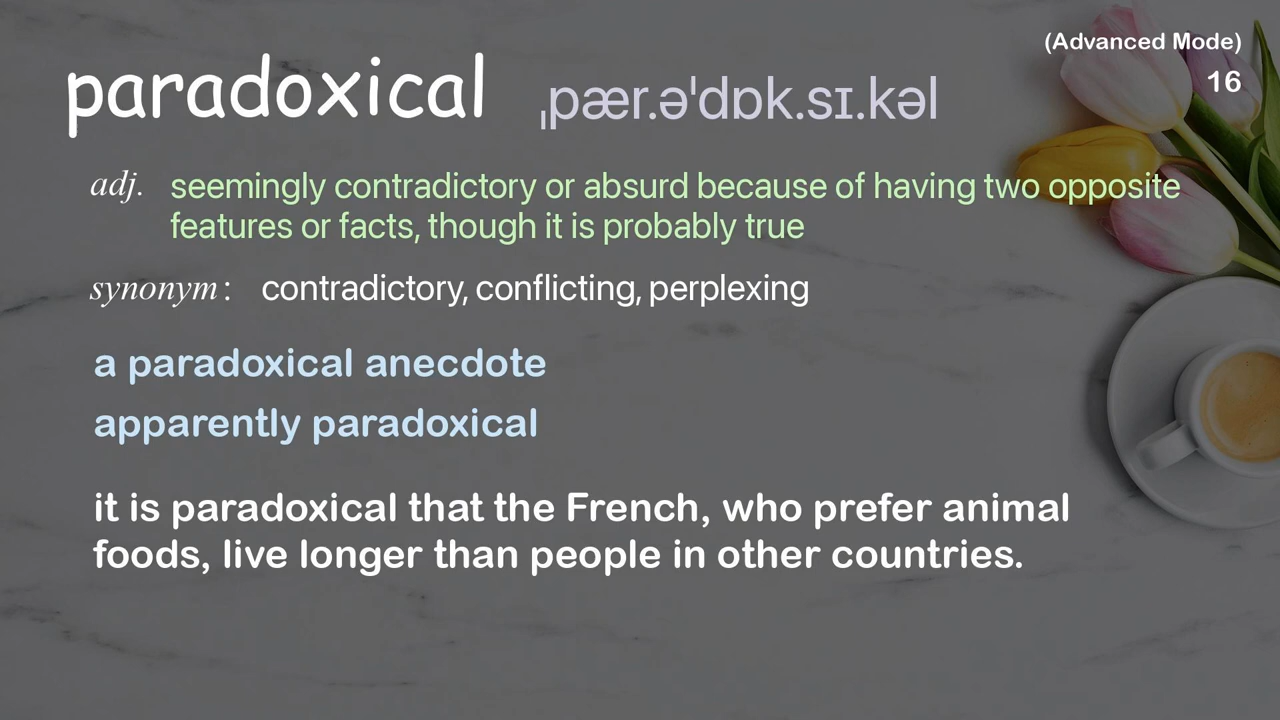 (Advanced Mode)
16
paradoxical ˌpær.əˈdɒk.sɪ.kəl
adj. seemingly contradictory or absurd because of having two opposite
features or facts, though it is probably true
synonym: contradictory, conflicting, perplexing
a paradoxical anecdote
apparently paradoxical
it is paradoxical that the French, who prefer animal
foods, live longer than people in other countries.